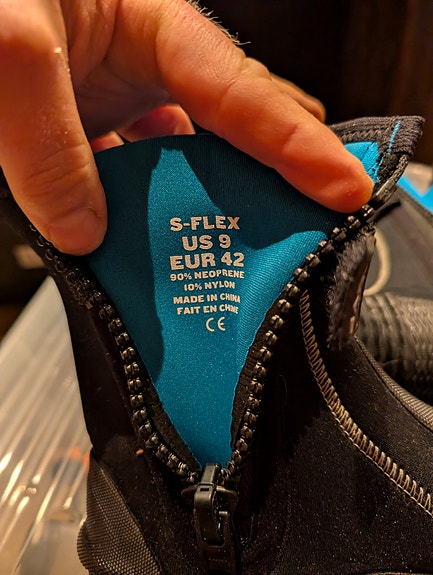 S-FLEX
US 9
EUR 42
90% NEOPRENE
10% NYLON
MADE IN CHINA
FAIT EN CHINE
CE